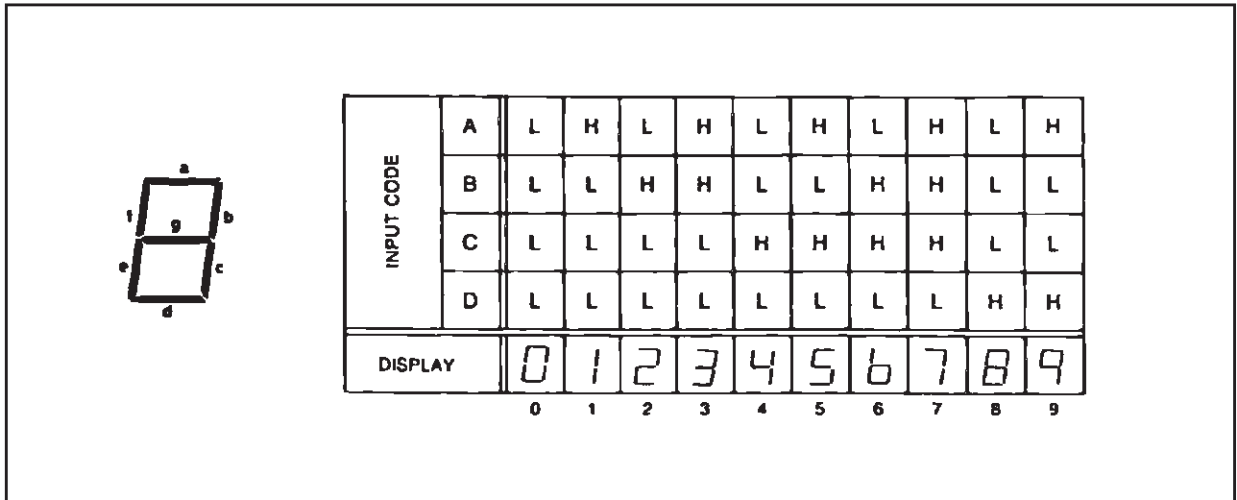 a
f g b
e c
d
INPUT CODE
A L H L H L H L H L H
B L L H H L L H H L L
C L L L L H H H H L L
D L L L L L L L L H H
DISPLAY 0 1 2 3 4 5 6 7 8 9
0 1 2 3 4 5 6 7 8 9